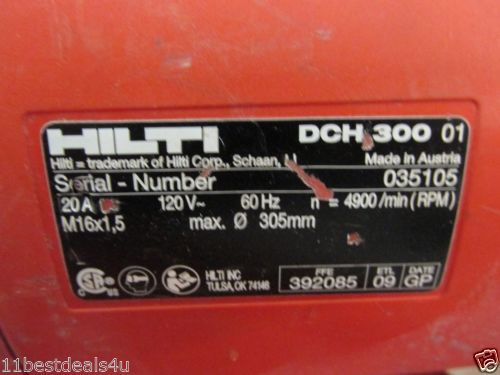 HILTI DCH 300 01
Hilti = trademark of Hilti Corp., Schaan, LI Made in Austria
Serial - Number 035105
20 A 120 V~ 60 Hz n = 4900 /min (RPM)
M16x1,5 max. Ø 305mm
C US
HILTI INC
TULSA, OK 74146
FFE ETL DATE
392085 09 GP
11bestdeals4u